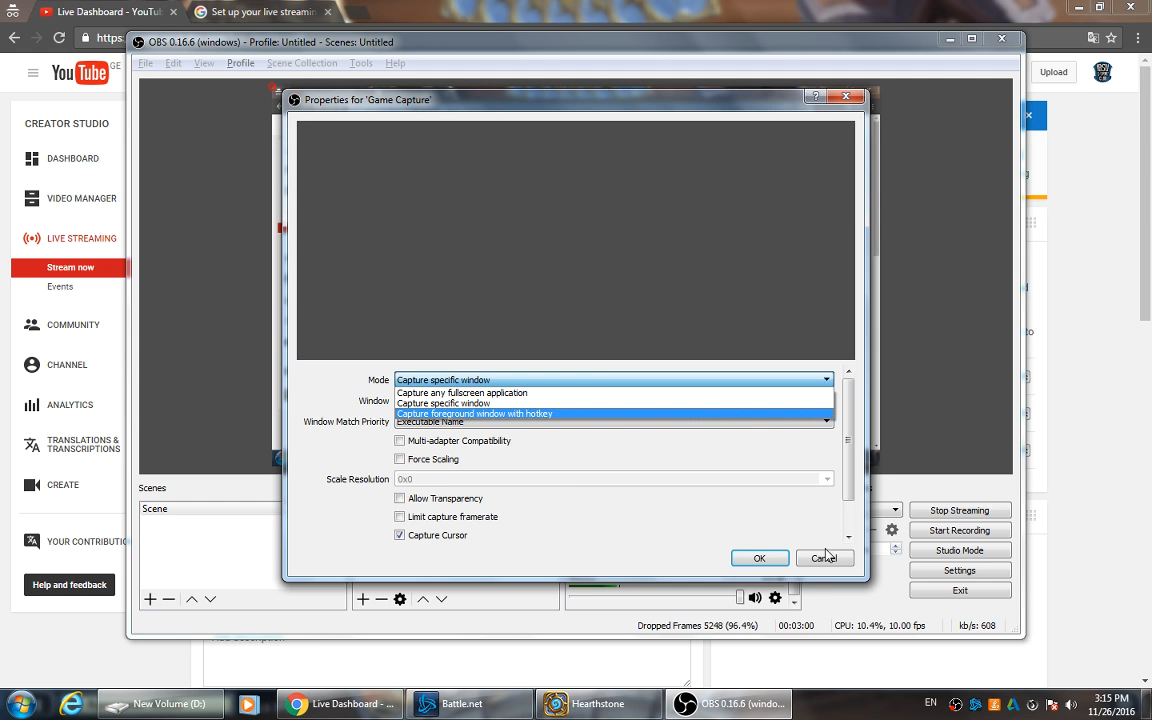 Live Dashboard - YouTu
Set up your live streamin
https
OBS 0.16.6 (windows) - Profile: Untitled - Scenes: Untitled
File Edit View Profile Scene Collection Tools Help
YouTube GE
Upload
Properties for 'Game Capture'
CREATOR STUDIO
DASHBOARD
VIDEO MANAGER
LIVE STREAMING
Stream now
Events
COMMUNITY
CHANNEL
ANALYTICS
TRANSLATIONS &
TRANSCRIPTIONS
CREATE
YOUR CONTRIBUTIO
Help and feedback
Mode Capture specific window
Capture any fullscreen application
Window Capture specific window
Capture foreground window with hotkey
Window Match Priority Executable Name
Multi-adapter Compatibility
Force Scaling
Scale Resolution 0x0
Allow Transparency
Limit capture framerate
Capture Cursor
OK Cancel
Scenes
Scene
Stop Streaming
Start Recording
Studio Mode
Settings
Exit
Dropped Frames 5248 (96.4%) 00:03:00 CPU: 10.4%, 10.00 fps kb/s: 608
New Volume (D:)
Live Dashboard - ...
Battle.net
Hearthstone
OBS 0.16.6 (windo...
EN
3:15 PM
11/26/2016